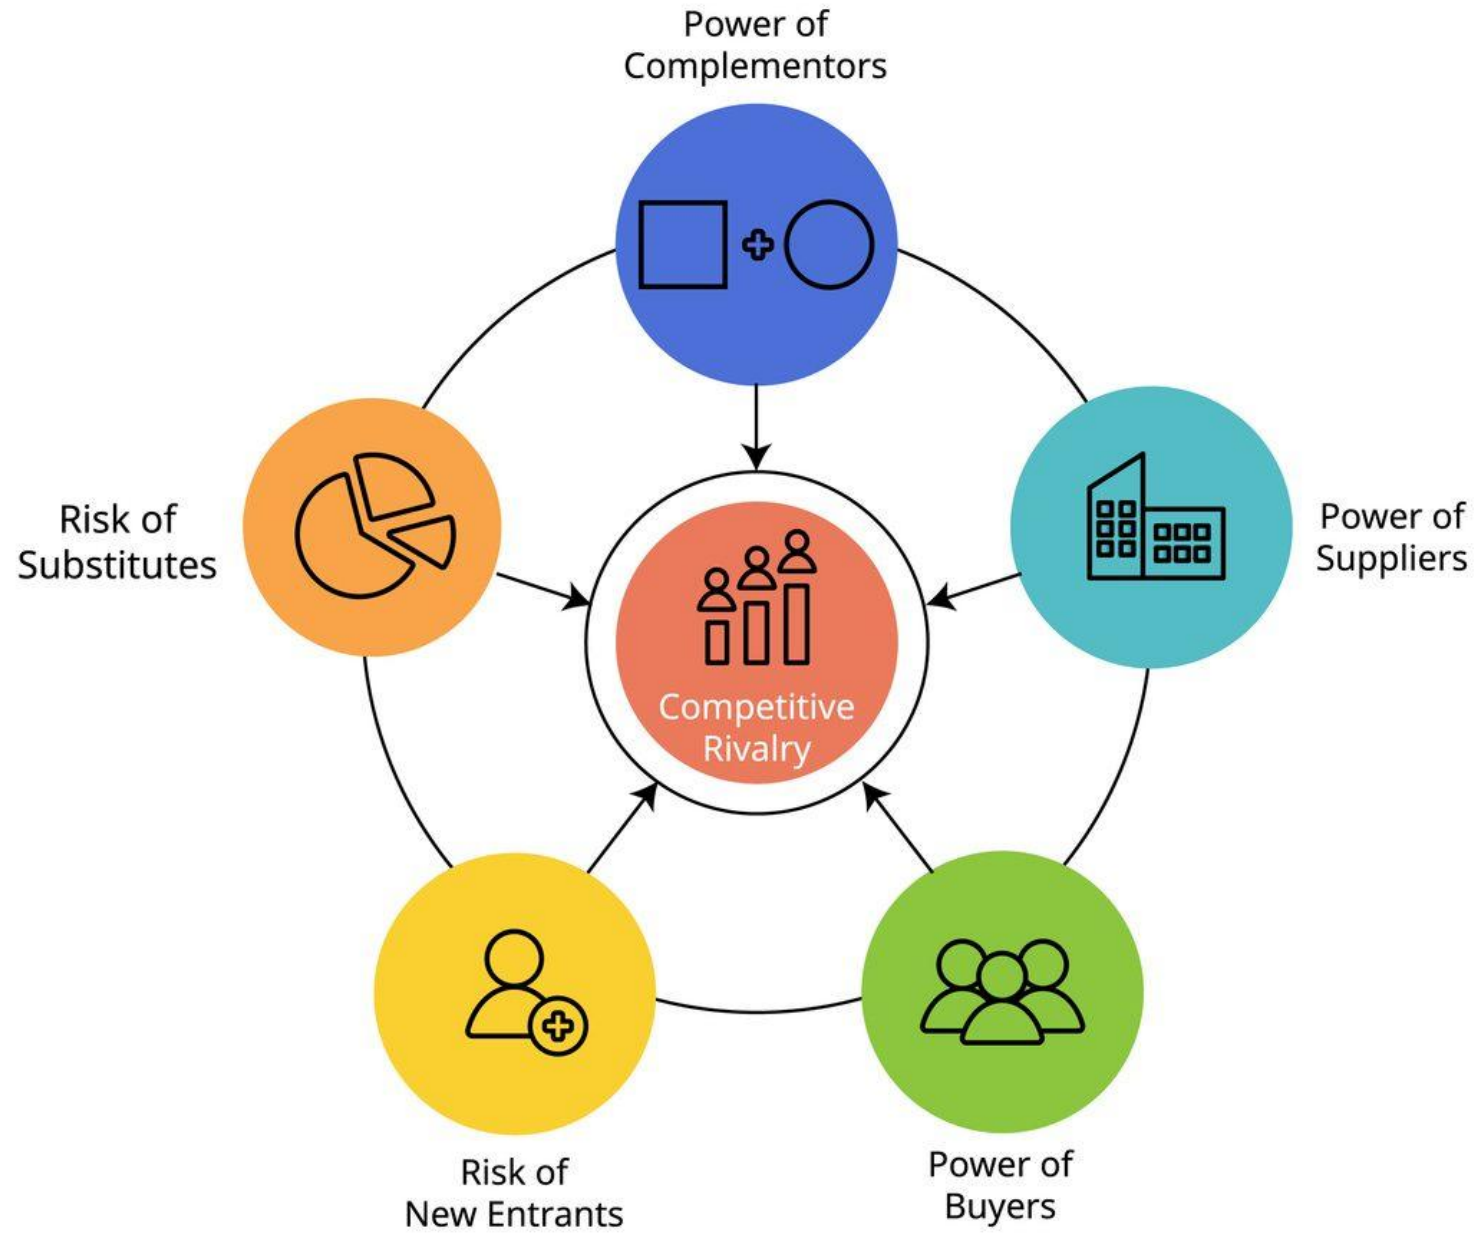 Power of
Complementors
Risk of
Substitutes
Power of
Suppliers
Competitive
Rivalry
Risk of
New Entrants
Power of
Buyers